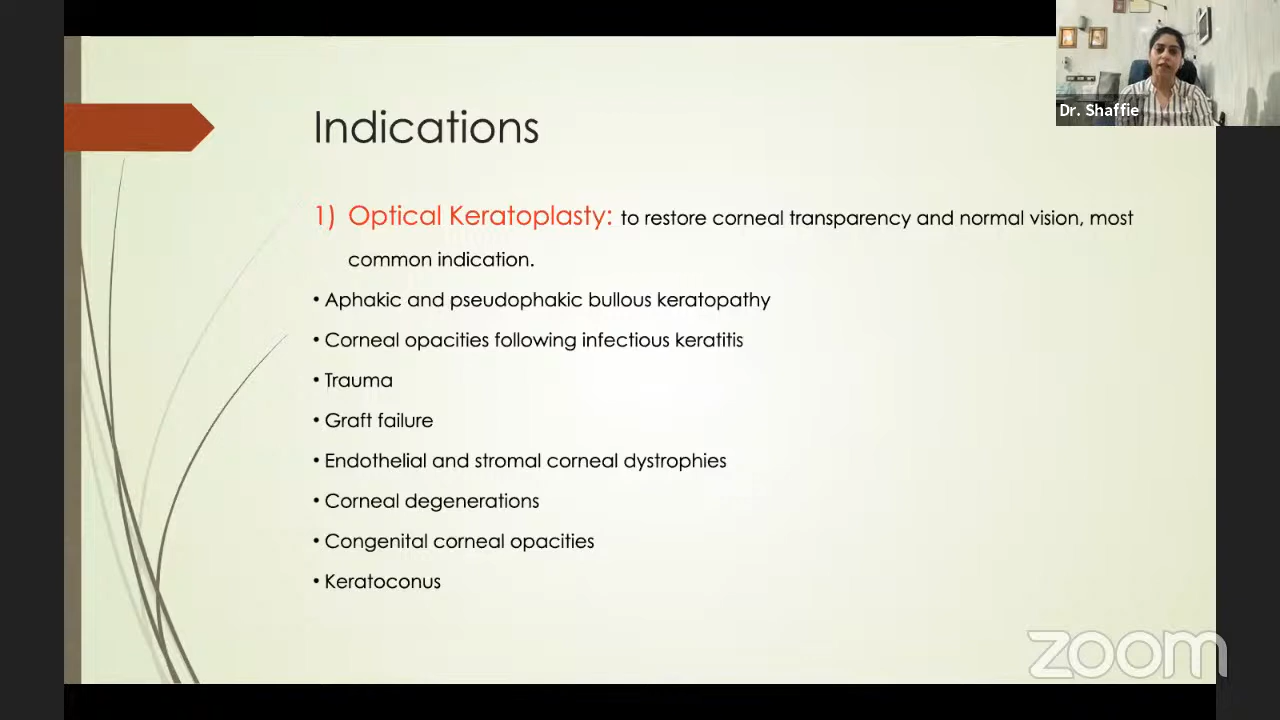 Dr. Shaffie
Indications
1) Optical Keratoplasty: to restore corneal transparency and normal vision, most
common indication.
• Aphakic and pseudophakic bullous keratopathy
• Corneal opacities following infectious keratitis
• Trauma
• Graft failure
• Endothelial and stromal corneal dystrophies
• Corneal degenerations
• Congenital corneal opacities
• Keratoconus
zoom